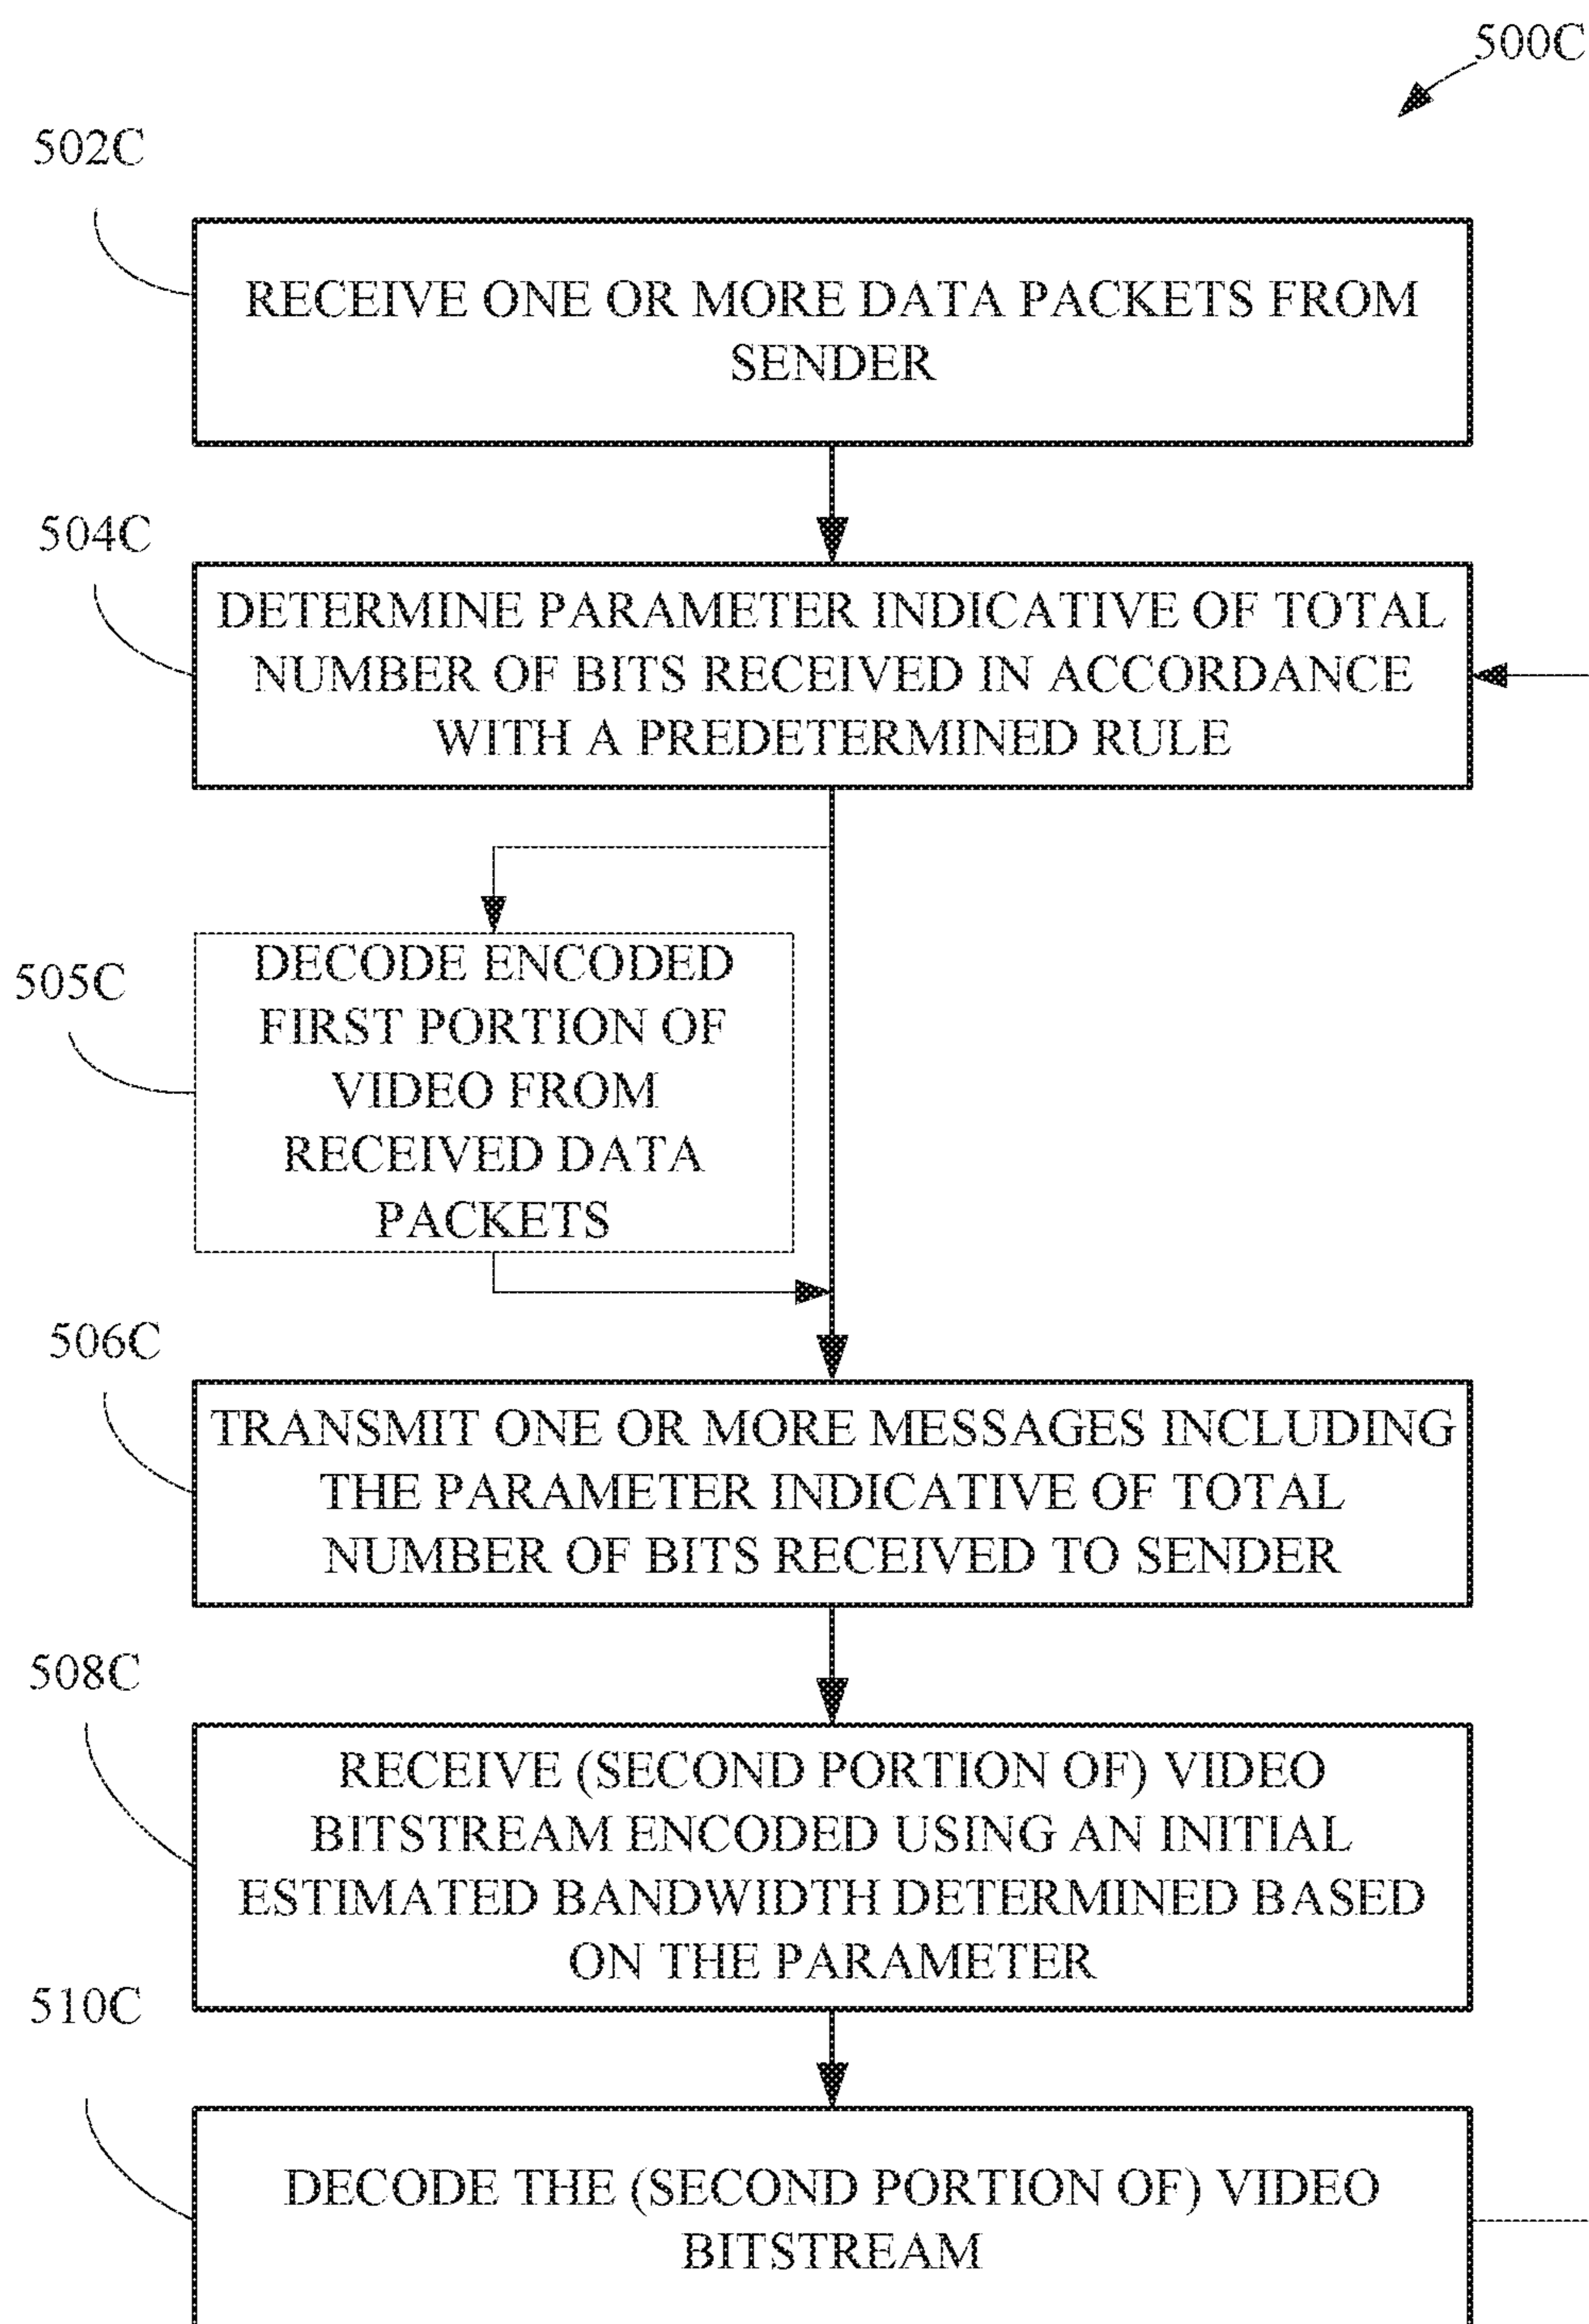 500C
502C
RECEIVE ONE OR MORE DATA PACKETS FROM
SENDER
504C
DETERMINE PARAMETER INDICATIVE OF TOTAL
NUMBER OF BITS RECEIVED IN ACCORDANCE
WITH A PREDETERMINED RULE
505C
DECODE ENCODED
FIRST PORTION OF
VIDEO FROM
RECEIVED DATA
PACKETS
506C
TRANSMIT ONE OR MORE MESSAGES INCLUDING
THE PARAMETER INDICATIVE OF TOTAL
NUMBER OF BITS RECEIVED TO SENDER
508C
RECEIVE (SECOND PORTION OF) VIDEO
BITSTREAM ENCODED USING AN INITIAL
ESTIMATED BANDWIDTH DETERMINED BASED
ON THE PARAMETER
510C
DECODE THE (SECOND PORTION OF) VIDEO
BITSTREAM